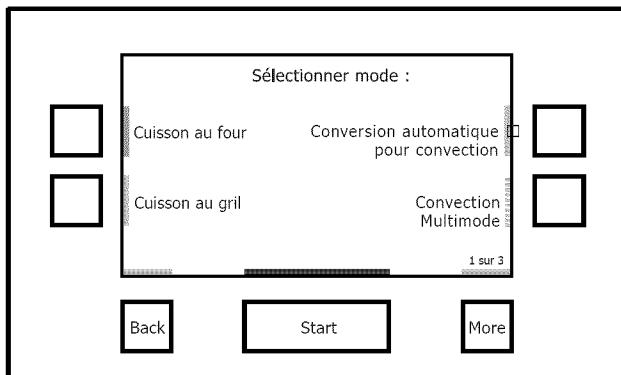 Sélectionner mode :
Cuisson au four
Conversion automatique
pour convection
Cuisson au gril
Convection
Multimode
1 sur 3
Back
Start
More